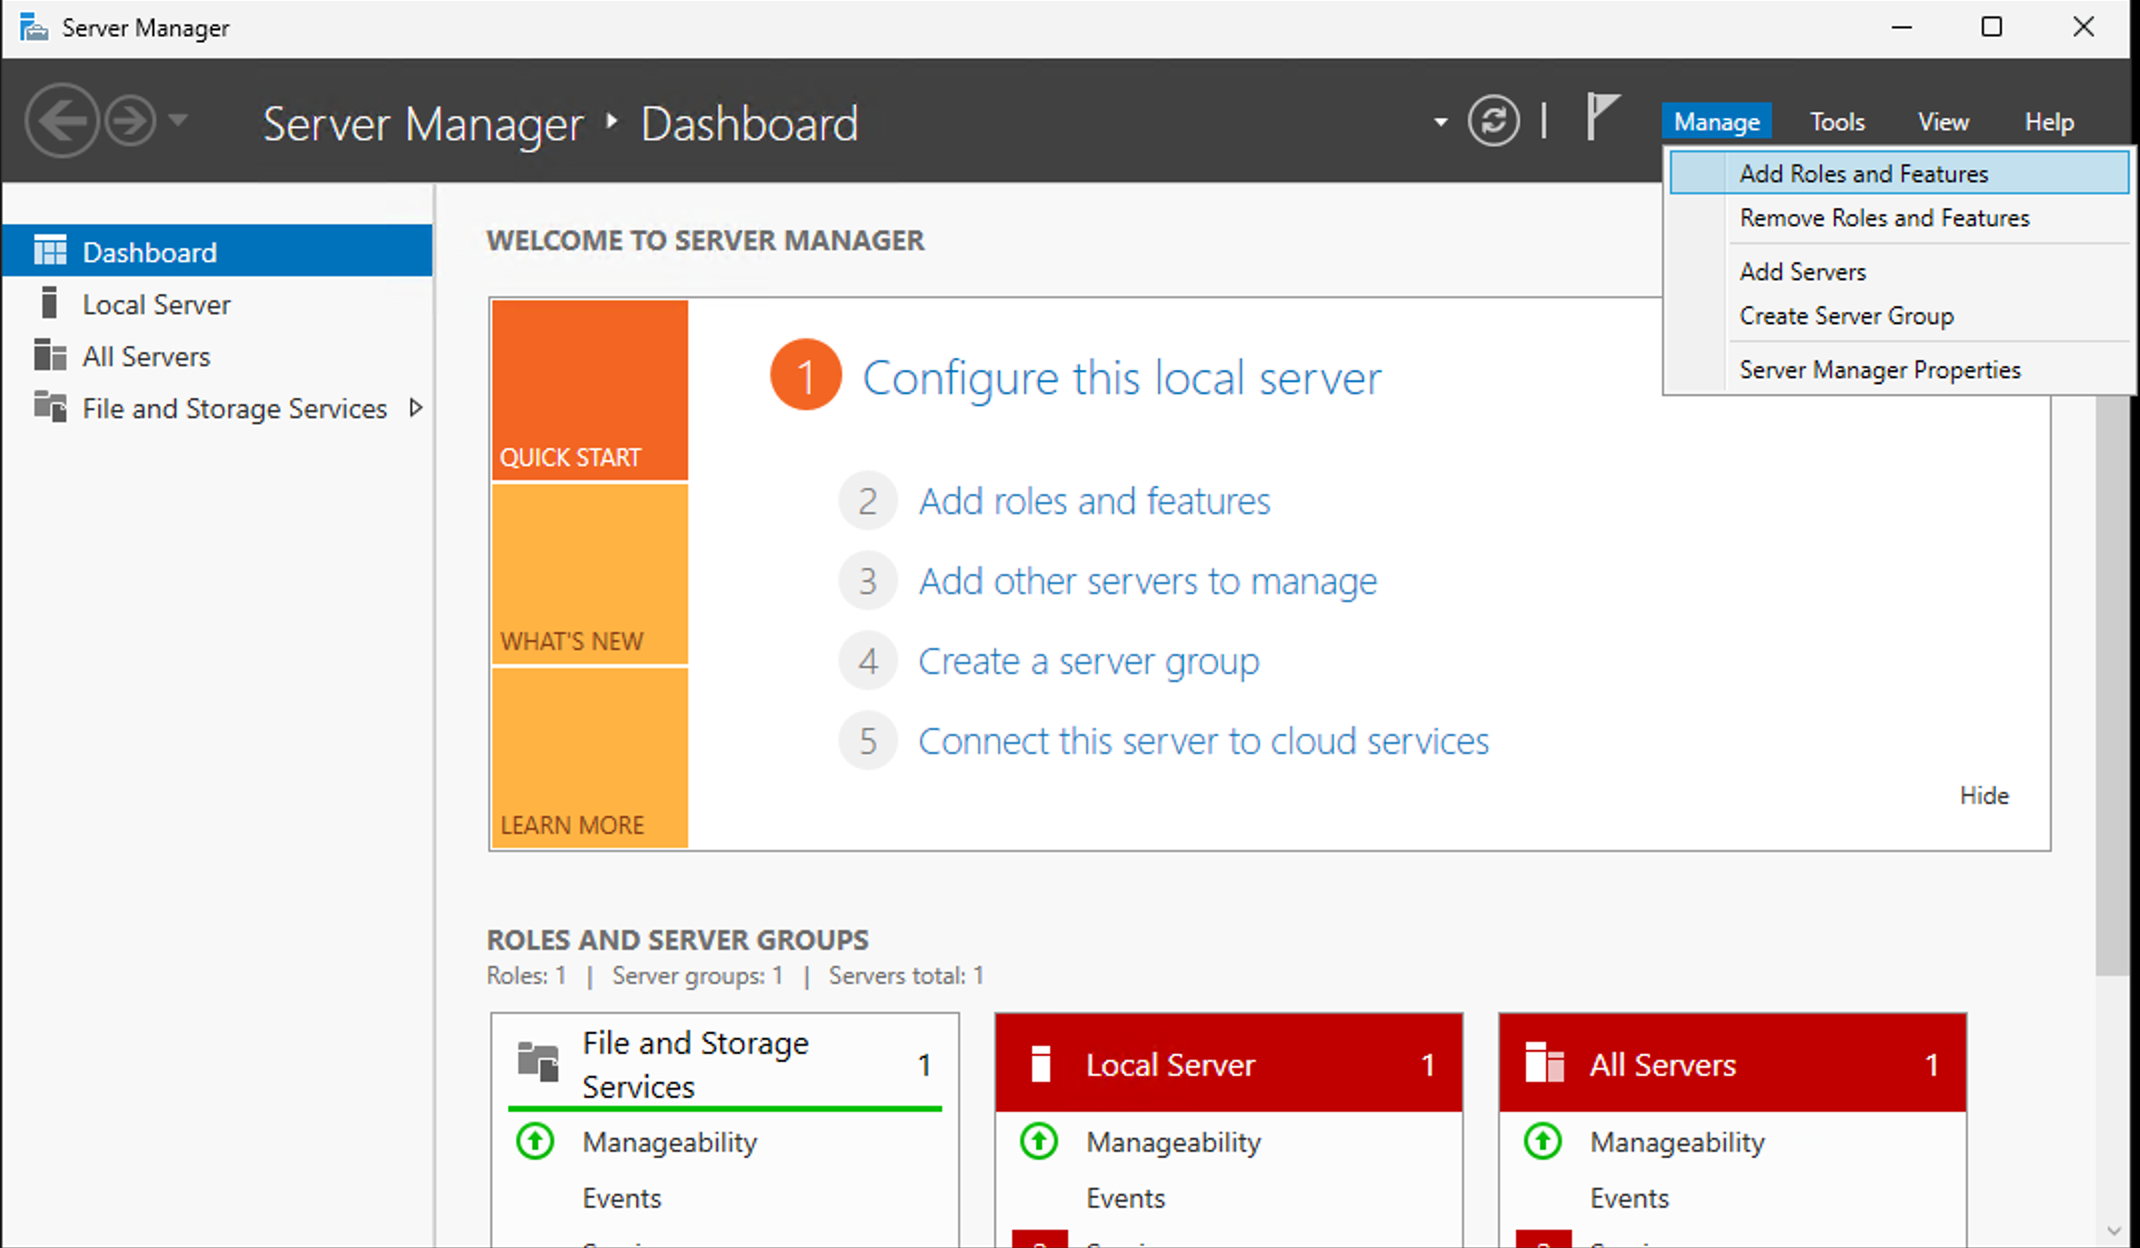 Server Manager
Server Manager ‣ Dashboard
Manage Tools View Help
Add Roles and Features
Remove Roles and Features
Add Servers
Create Server Group
Server Manager Properties
Dashboard
Local Server
All Servers
File and Storage Services
WELCOME TO SERVER MANAGER
QUICK START
WHAT'S NEW
LEARN MORE
1 Configure this local server
2 Add roles and features
3 Add other servers to manage
4 Create a server group
5 Connect this server to cloud services
Hide
ROLES AND SERVER GROUPS
Roles: 1 | Server groups: 1 | Servers total: 1
File and Storage
Services
1
Manageability
Events
Local Server 1
Manageability
Events
All Servers 1
Manageability
Events